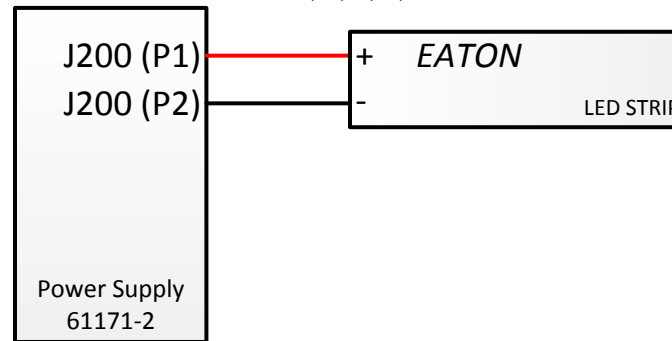 J200 (P1)
+ EATON
J200 (P2)
-
LED STRIP
Power Supply
61171-2